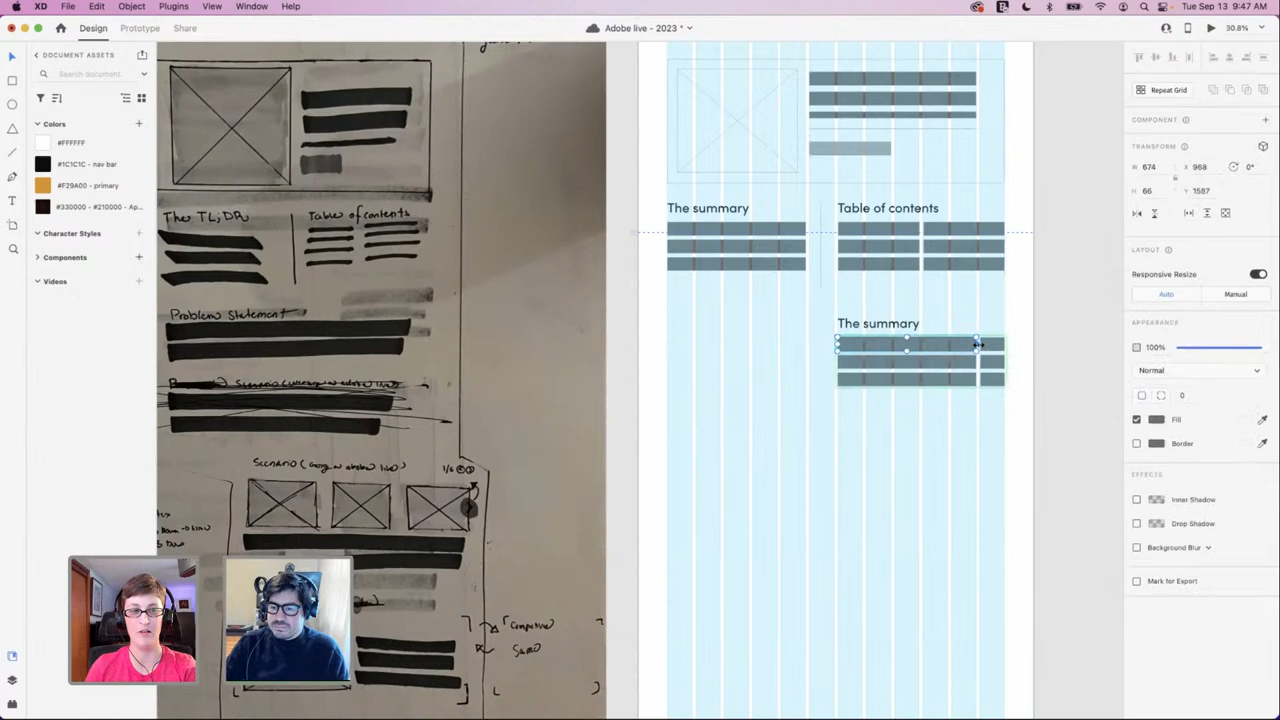 XD File Edit Object Plugins View Window Help
Tue Sep 13 9:47 AM
Design Prototype Share
Adobe live - 2023 *
30.8%
DOCUMENT ASSETS
Search document
Colors
#FFFFFF
#1C1C1C - nav bar
#F29A00 - primary
#330000 - #210000 - Ap...
Character Styles
Components
Videos
The TL;DR
Table of contents
Problem Statement
1/6
The summary
Table of contents
The summary
Repeat Grid
COMPONENT
TRANSFORM
W 674 X 968 0°
H 66 Y 1587
LAYOUT
Responsive Resize
Auto Manual
APPEARANCE
100%
Normal
0
Fill
Border
EFFECTS
Inner Shadow
Drop Shadow
Background Blur
Mark for Export